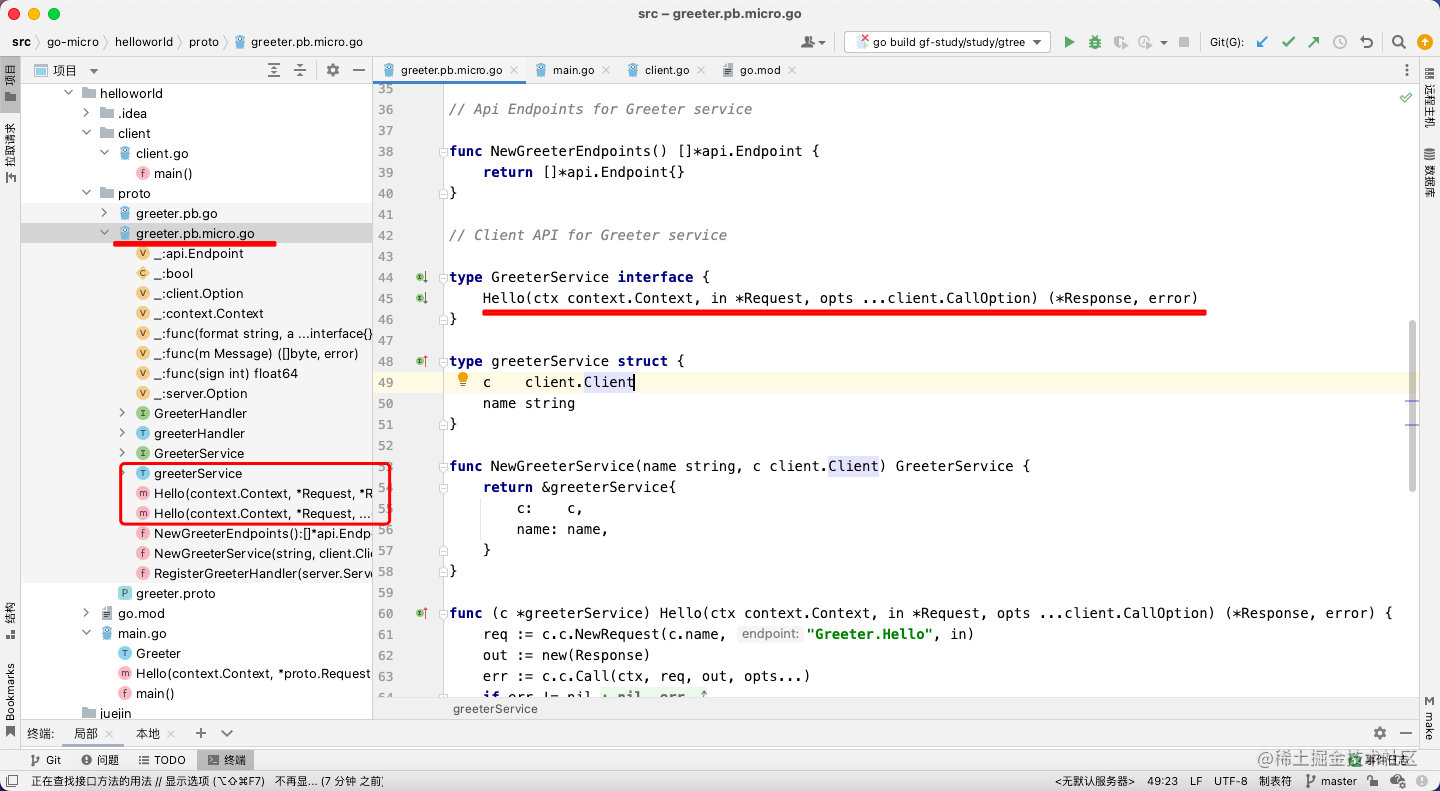 src – greeter.pb.micro.go
src go-micro helloworld proto greeter.pb.micro.go
go build gf-study/study/gtree
Git(G):
项目
greeter.pb.micro.go main.go client.go go.mod
项目
拉取请求
结构
Bookmarks
helloworld
.idea
client
client.go
main()
proto
greeter.pb.go
greeter.pb.micro.go
_:api.Endpoint
_:bool
_:client.Option
_:context.Context
_:func(format string, a ...interface{}
_:func(m Message) ([]byte, error)
_:func(sign int) float64
_:server.Option
GreeterHandler
greeterHandler
GreeterService
greeterService
Hello(context.Context, *Request, *R
Hello(context.Context, *Request, ...
NewGreeterEndpoints():[]*api.Endp
NewGreeterService(string, client.Clie
RegisterGreeterHandler(server.Serve
greeter.proto
go.mod
main.go
Greeter
Hello(context.Context, *proto.Request
main()
juejin
35
36 // Api Endpoints for Greeter service
37
38 func NewGreeterEndpoints() []*api.Endpoint {
39 return []*api.Endpoint{}
40 }
41
42 // Client API for Greeter service
43
44 type GreeterService interface {
45 Hello(ctx context.Context, in *Request, opts ...client.CallOption) (*Response, error)
46 }
47
48 type greeterService struct {
49 c client.Client
50 name string
51 }
52
53 func NewGreeterService(name string, c client.Client) GreeterService {
54 return &greeterService{
55 c: c,
56 name: name,
57 }
58 }
59
60 func (c *greeterService) Hello(ctx context.Context, in *Request, opts ...client.CallOption) (*Response, error) {
61 req := c.c.NewRequest(c.name, endpoint: "Greeter.Hello", in)
62 out := new(Response)
63 err := c.c.Call(ctx, req, out, opts...)
64 if err != nil : nil, err
greeterService
远程主机
数据库
make
终端: 局部 本地
Git 问题 TODO 终端
事件日志
@稀土掘金技术社区
正在查找接口方法的用法 // 显示选项 (⌥⇧⌘F7) 不再显... (7 分钟 之前)
<无默认服务器> 49:23 LF UTF-8 制表符 master